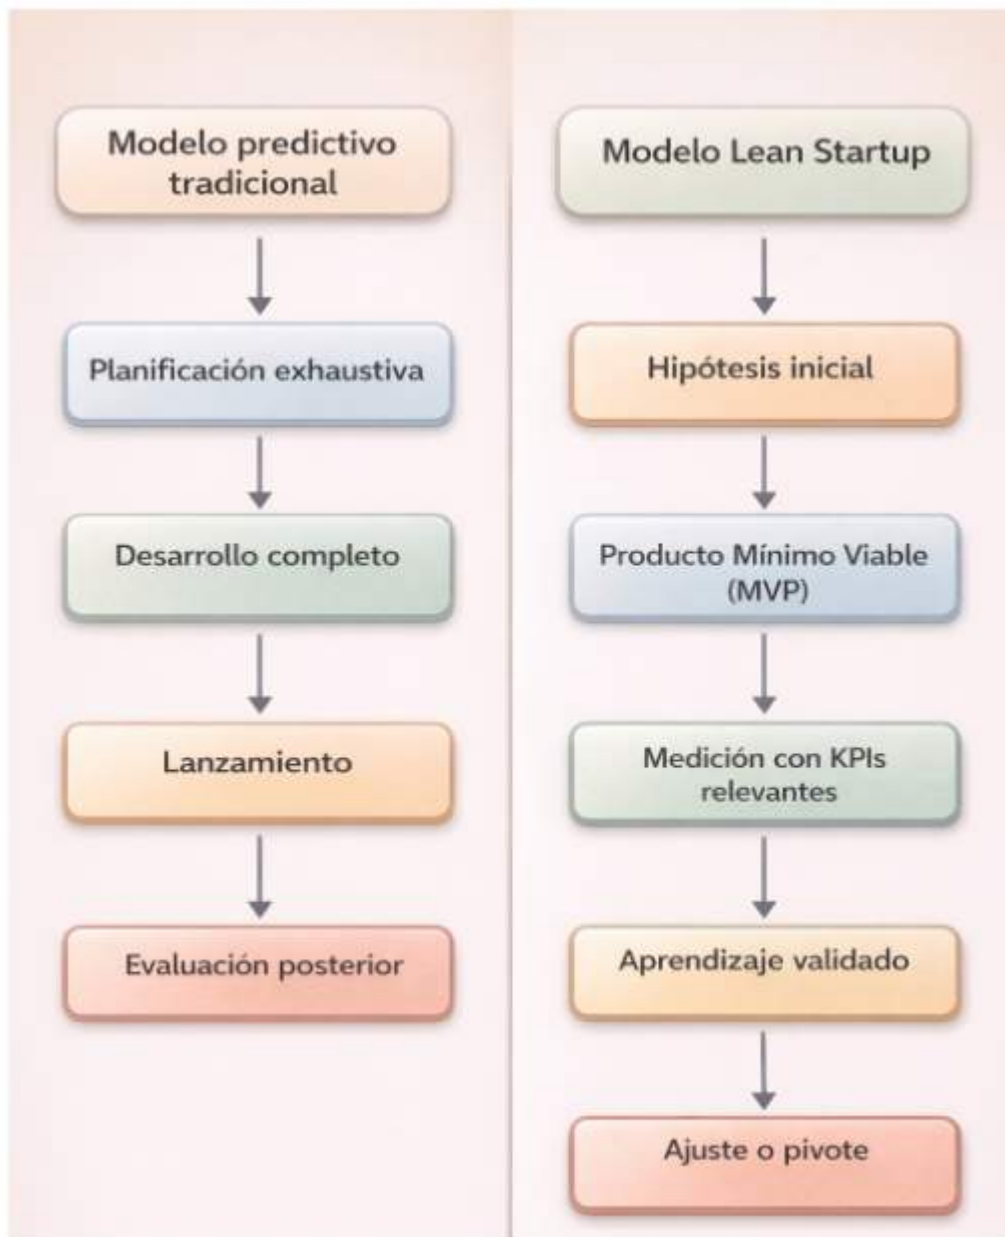 Modelo predictivo
tradicional
Planificación exhaustiva
Desarrollo completo
Lanzamiento
Evaluación posterior
Modelo Lean Startup
Hipótesis inicial
Producto Mínimo Viable
(MVP)
Medición con KPIs
relevantes
Aprendizaje validado
Ajuste o pivote